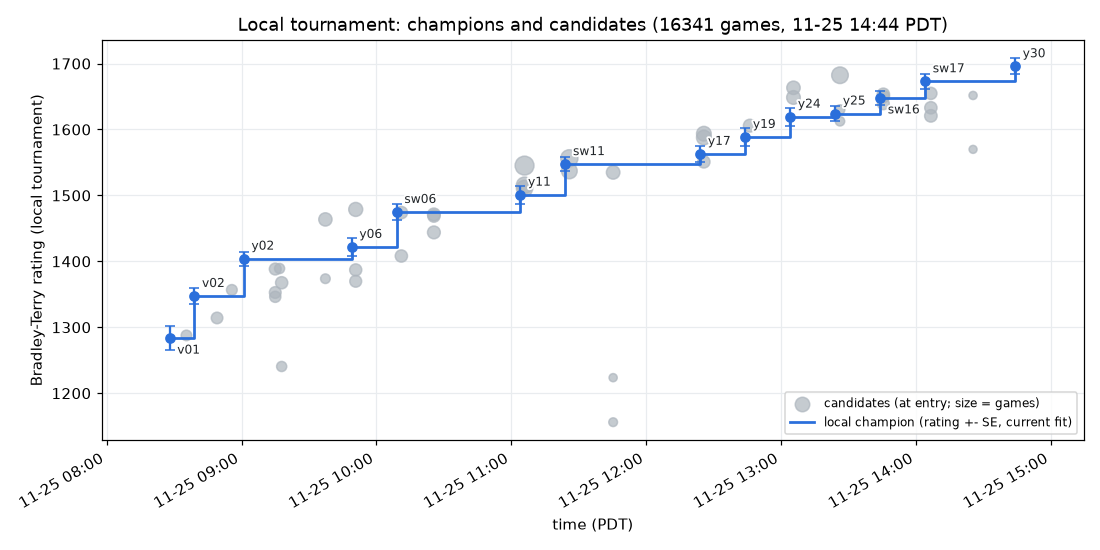 Local tournament: champions and candidates (16341 games, 11-25 14:44 PDT)
Bradley-Terry rating (local tournament)
1700
1600
1500
1400
1300
1200
v01
v02
y02
y06
sw06
y11
sw11
y17
y19
y24
y25
sw16
sw17
y30
candidates (at entry; size = games)
local champion (rating +- SE, current fit)
11-25 08:00
11-25 09:00
11-25 10:00
11-25 11:00
11-25 12:00
11-25 13:00
11-25 14:00
11-25 15:00
time (PDT)